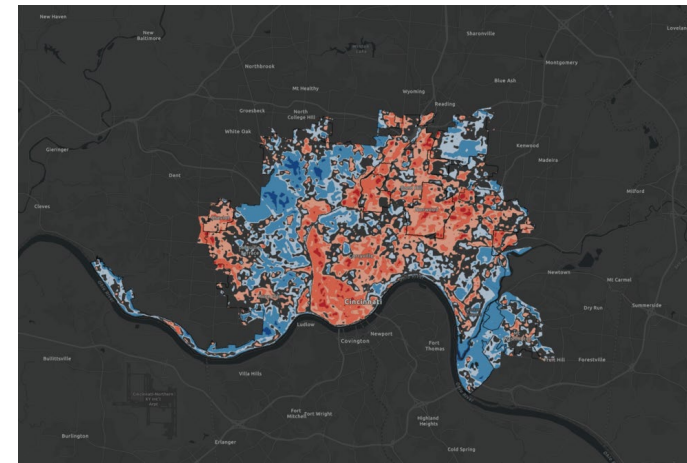 New Haven
New
Baltimore
Sharonville
Loveland
Northbrook
Montgomery
Mt Healthy
Blue Ash
Wyoming
Groesbeck
North
College Hill
Reading
White Oak
Gieringer
Kenwood
Dent
Madeira
Milford
Cleves
Newtown
Mt Carmel
Cincinnati
Dry Run
Summerside
Ludlow
Newport
Covington
Fort
Thomas
Bullittsville
Forestville
Villa Hills
Fort
Mitchell
Fort Wright
Highland
Heights
Burlington
Erlanger
Cold Spring